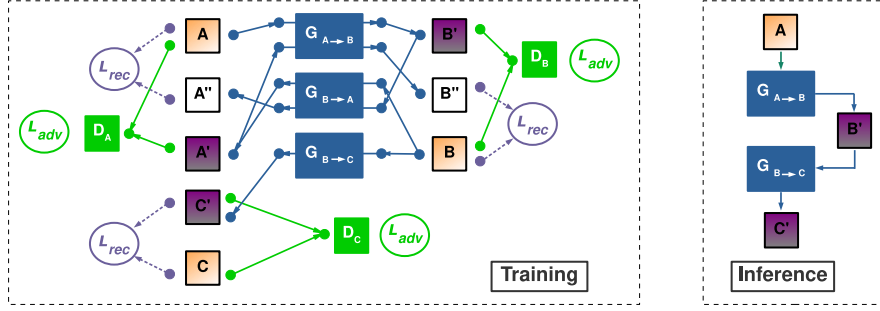 A
G A→B
B'
L rec
D B
L adv
A''
G B→A
B''
L adv
D A
A'
G B→C
B
L rec
C'
L rec
D C
L adv
C
Training
A
G A→B
B'
G B→C
C'
Inference